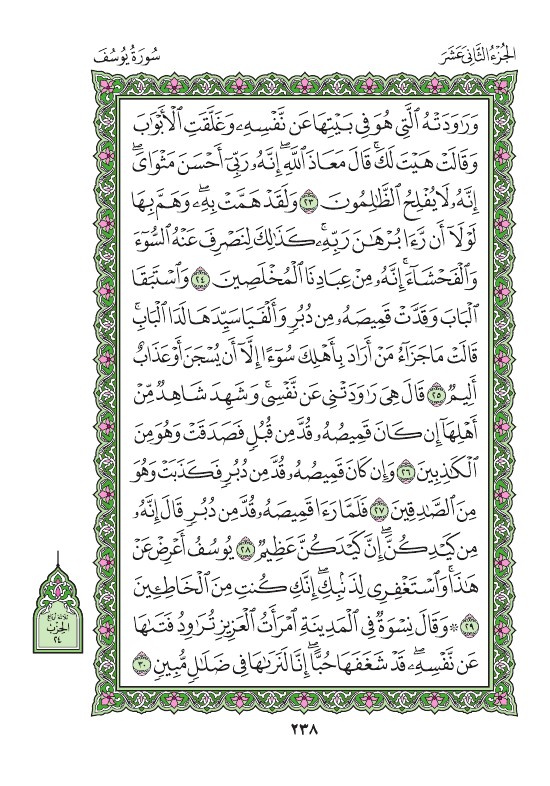 الجُزْءُ الثَّانِى عَشَرَ
سُورَةُ يُوسُفَ
وَرَٰوَدَتْهُ ٱلَّتِى هُوَ فِى بَيْتِهَا عَن نَّفْسِهِۦ وَغَلَّقَتِ ٱلْأَبْوَٰبَ
وَقَالَتْ هَيْتَ لَكَ ۚ قَالَ مَعَاذَ ٱللَّهِ ۖ إِنَّهُۥ رَبِّىٓ أَحْسَنَ مَثْوَاىَ ۖ
إِنَّهُۥ لَا يُفْلِحُ ٱلظَّٰلِمُونَ ٢٣ وَلَقَدْ هَمَّتْ بِهِۦ ۖ وَهَمَّ بِهَا
لَوْلَآ أَن رَّءَا بُرْهَٰنَ رَبِّهِۦ ۚ كَذَٰلِكَ لِنَصْرِفَ عَنْهُ ٱلسُّوٓءَ
وَٱلْفَحْشَآءَ ۚ إِنَّهُۥ مِنْ عِبَادِنَا ٱلْمُخْلَصِينَ ٢٤ وَٱسْتَبَقَا
ٱلْبَابَ وَقَدَّتْ قَمِيصَهُۥ مِن دُبُرٍ وَأَلْفَيَا سَيِّدَهَا لَدَا ٱلْبَابِ ۚ
قَالَتْ مَا جَزَآءُ مَنْ أَرَادَ بِأَهْلِكَ سُوٓءًا إِلَّآ أَن يُسْجَنَ أَوْ عَذَابٌ
أَلِيمٌ ٢٥ قَالَ هِىَ رَٰوَدَتْنِى عَن نَّفْسِى ۚ وَشَهِدَ شَاهِدٌ مِّنْ
أَهْلِهَآ إِن كَانَ قَمِيصُهُۥ قُدَّ مِن قُبُلٍ فَصَدَقَتْ وَهُوَ مِنَ
ٱلْكَٰذِبِينَ ٢٦ وَإِن كَانَ قَمِيصُهُۥ قُدَّ مِن دُبُرٍ فَكَذَبَتْ وَهُوَ
مِنَ ٱلصَّٰدِقِينَ ٢٧ فَلَمَّا رَءَا قَمِيصَهُۥ قُدَّ مِن دُبُرٍ قَالَ إِنَّهُۥ
مِن كَيْدِكُنَّ ۖ إِنَّ كَيْدَكُنَّ عَظِيمٌ ٢٨ يُوسُفُ أَعْرِضْ عَنْ
هَٰذَا ۚ وَٱسْتَغْفِرِى لِذَنۢبِكِ ۖ إِنَّكِ كُنتِ مِنَ ٱلْخَاطِـِٔينَ
٢٩ ۞ وَقَالَ نِسْوَةٌ فِى ٱلْمَدِينَةِ ٱمْرَأَتُ ٱلْعَزِيزِ تُرَٰوِدُ فَتَىٰهَا
عَن نَّفْسِهِۦ ۖ قَدْ شَغَفَهَا حُبًّا ۖ إِنَّا لَنَرَىٰهَا فِى ضَلَٰلٍ مُّبِينٍ ٣٠
ثلاثة أرباع
الحِزْب
٢٤
٢٣٨